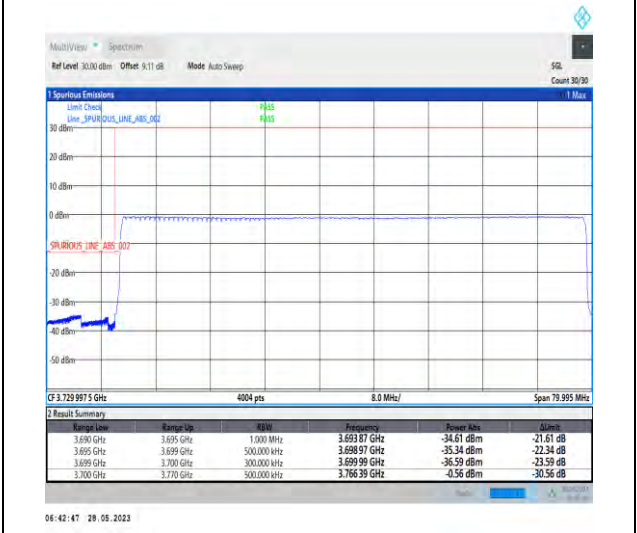 MultiView Spectrum
Ref Level 30.00 dBm Offset 9.11 dB Mode Auto Sweep SGL
Count 30/30
1 Spurious Emissions 1 Max
Limit Check PASS
Line _SPURIOUS_LINE_ABS_002 PASS
30 dBm
20 dBm
10 dBm
0 dBm
_SPURIOUS_LINE_ABS_002
-20 dBm
-30 dBm
-40 dBm
-50 dBm
CF 3.729 997 5 GHz 4004 pts 8.0 MHz/ Span 79.995 MHz
2 Result Summary
Range Low Range Up RBW Frequency Power Abs ΔLimit
3.690 GHz 3.695 GHz 1.000 MHz 3.693 87 GHz -34.61 dBm -21.61 dB
3.695 GHz 3.699 GHz 500.000 kHz 3.698 97 GHz -35.34 dBm -22.34 dB
3.699 GHz 3.700 GHz 300.000 kHz 3.699 99 GHz -36.59 dBm -23.59 dB
3.700 GHz 3.770 GHz 500.000 kHz 3.766 39 GHz -0.56 dBm -30.56 dB
06:42:47 28.05.2023